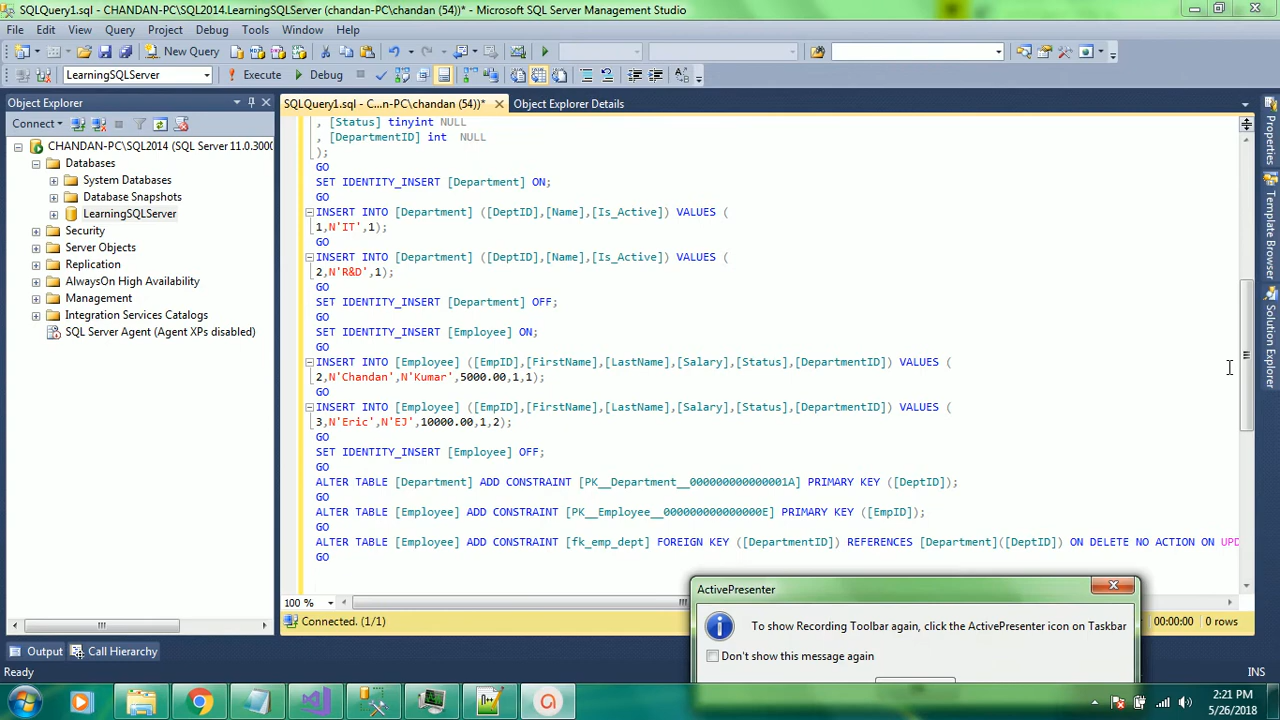 SQLQuery1.sql - CHANDAN-PC\SQL2014.LearningSQLServer (chandan-pc\chandan (54))* - Microsoft SQL Server Management Studio
File Edit View Query Project Debug Tools Window Help
New Query
LearningSQLServer Execute Debug
Object Explorer
SQLQuery1.sql - C...n-PC\chandan (54))* Object Explorer Details
Connect
CHANDAN-PC\SQL2014 (SQL Server 11.0.3000
Databases
System Databases
Database Snapshots
LearningSQLServer
Security
Server Objects
Replication
AlwaysOn High Availability
Management
Integration Services Catalogs
SQL Server Agent (Agent XPs disabled)
, [Status] tinyint NULL
, [DepartmentID] int NULL
);
GO
SET IDENTITY_INSERT [Department] ON;
GO
INSERT INTO [Department] ([DeptID],[Name],[Is_Active]) VALUES (
1,N'IT',1);
GO
INSERT INTO [Department] ([DeptID],[Name],[Is_Active]) VALUES (
2,N'R&D',1);
GO
SET IDENTITY_INSERT [Department] OFF;
GO
SET IDENTITY_INSERT [Employee] ON;
GO
INSERT INTO [Employee] ([EmpID],[FirstName],[LastName],[Salary],[Status],[DepartmentID]) VALUES (
2,N'Chandan',N'Kumar',5000.00,1,1);
GO
INSERT INTO [Employee] ([EmpID],[FirstName],[LastName],[Salary],[Status],[DepartmentID]) VALUES (
3,N'Eric',N'EJ',10000.00,1,2);
GO
SET IDENTITY_INSERT [Employee] OFF;
GO
ALTER TABLE [Department] ADD CONSTRAINT [PK__Department__000000000000001A] PRIMARY KEY ([DeptID]);
GO
ALTER TABLE [Employee] ADD CONSTRAINT [PK__Employee__000000000000000E] PRIMARY KEY ([EmpID]);
GO
ALTER TABLE [Employee] ADD CONSTRAINT [fk_emp_dept] FOREIGN KEY ([DepartmentID]) REFERENCES [Department]([DeptID]) ON DELETE NO ACTION ON UPD
GO
Properties
Template Browser
Solution Explorer
100 %
Connected. (1/1)
00:00:00 0 rows
ActivePresenter
To show Recording Toolbar again, click the ActivePresenter icon on Taskbar
Don't show this message again
Output Call Hierarchy
Ready
INS
2:21 PM
5/26/2018